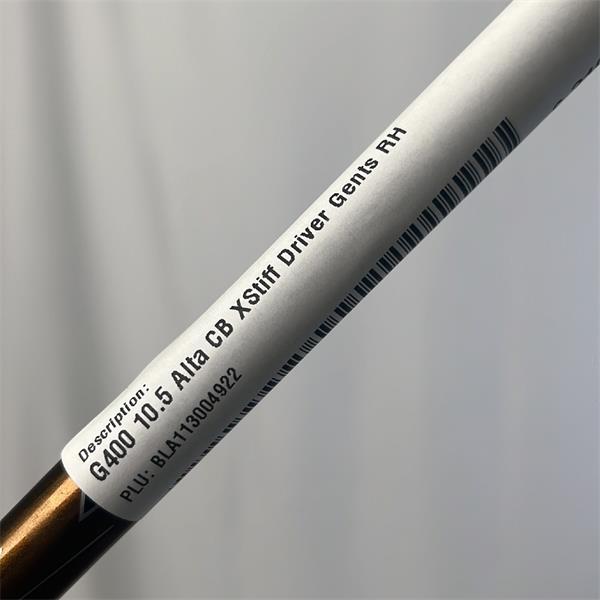 Description:
G400 10.5 Alta CB XStiff Driver Gents RH
PLU: BLA113004922